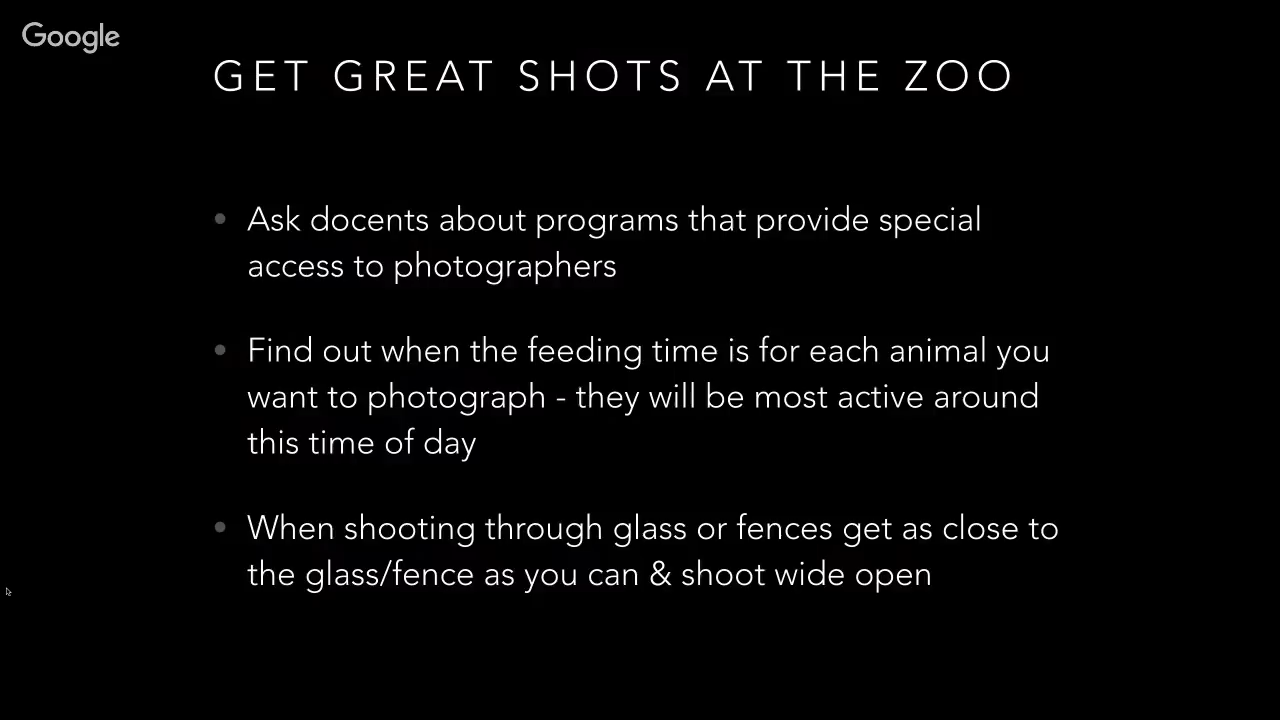 Google
GET GREAT SHOTS AT THE ZOO
• Ask docents about programs that provide special
access to photographers
• Find out when the feeding time is for each animal you
want to photograph - they will be most active around
this time of day
• When shooting through glass or fences get as close to
the glass/fence as you can & shoot wide open